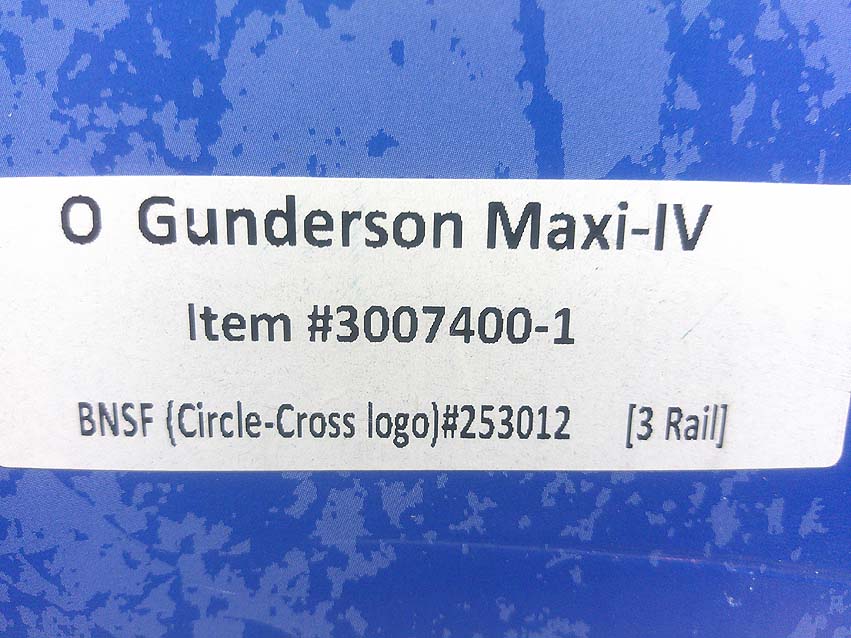 O Gunderson Maxi-IV
Item #3007400-1
BNSF (Circle-Cross logo)#253012 [3 Rail]